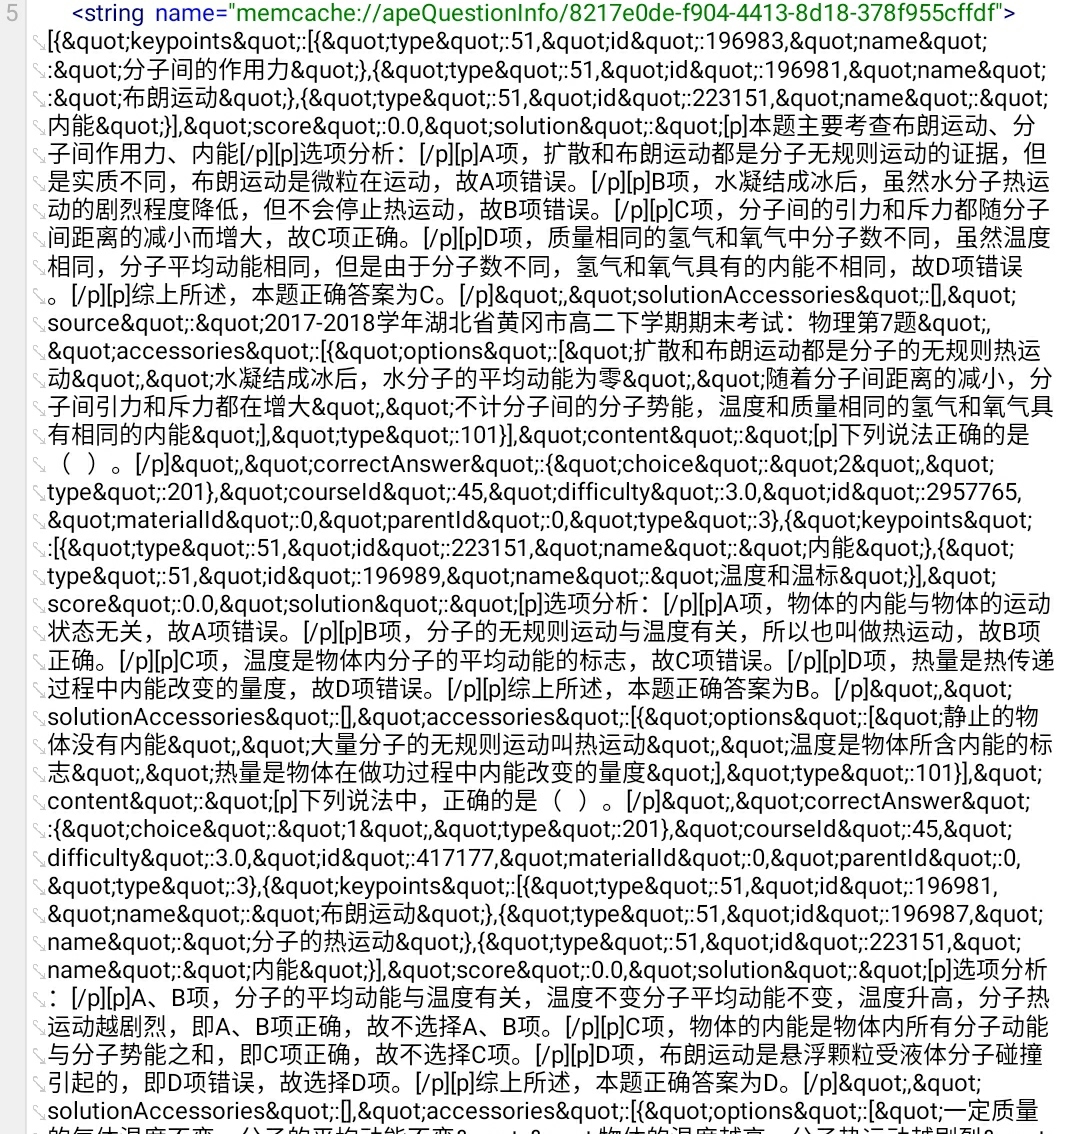 5 <string name="memcache://apeQuestionInfo/8217e0de-f904-4413-8d18-378f955cffdf">
[{&quot;keypoints&quot;:[{&quot;type&quot;:51,&quot;id&quot;:196983,&quot;name&quot;
:&quot;分子间的作用力&quot;},{&quot;type&quot;:51,&quot;id&quot;:196981,&quot;name&quot;
:&quot;布朗运动&quot;},{&quot;type&quot;:51,&quot;id&quot;:223151,&quot;name&quot;:&quot;
内能&quot;}],&quot;score&quot;:0.0,&quot;solution&quot;:&quot;[p]本题主要考查布朗运动、分
子间作用力、内能[/p][p]选项分析：[/p][p]A项，扩散和布朗运动都是分子无规则运动的证据，但
是实质不同，布朗运动是微粒在运动，故A项错误。[/p][p]B项，水凝结成冰后，虽然水分子热运
动的剧烈程度降低，但不会停止热运动，故B项错误。[/p][p]C项，分子间的引力和斥力都随分子
间距离的减小而增大，故C项正确。[/p][p]D项，质量相同的氢气和氧气中分子数不同，虽然温度
相同，分子平均动能相同，但是由于分子数不同，氢气和氧气具有的内能不相同，故D项错误
。[/p][p]综上所述，本题正确答案为C。[/p]&quot;,&quot;solutionAccessories&quot;:[],&quot;
source&quot;:&quot;2017-2018学年湖北省黄冈市高二下学期期末考试：物理第7题&quot;,
&quot;accessories&quot;:[{&quot;options&quot;:[&quot;扩散和布朗运动都是分子的无规则热运
动&quot;,&quot;水凝结成冰后，水分子的平均动能为零&quot;,&quot;随着分子间距离的减小，分
子间引力和斥力都在增大&quot;,&quot;不计分子间的分子势能，温度和质量相同的氢气和氧气具
有相同的内能&quot;],&quot;type&quot;:101}],&quot;content&quot;:&quot;[p]下列说法正确的是
（  ）。[/p]&quot;,&quot;correctAnswer&quot;:{&quot;choice&quot;:&quot;2&quot;,&quot;
type&quot;:201},&quot;courseId&quot;:45,&quot;difficulty&quot;:3.0,&quot;id&quot;:2957765,
&quot;materialId&quot;:0,&quot;parentId&quot;:0,&quot;type&quot;:3},{&quot;keypoints&quot;
:[{&quot;type&quot;:51,&quot;id&quot;:223151,&quot;name&quot;:&quot;内能&quot;},{&quot;
type&quot;:51,&quot;id&quot;:196989,&quot;name&quot;:&quot;温度和温标&quot;}],&quot;
score&quot;:0.0,&quot;solution&quot;:&quot;[p]选项分析：[/p][p]A项，物体的内能与物体的运动
状态无关，故A项错误。[/p][p]B项，分子的无规则运动与温度有关，所以也叫做热运动，故B项
正确。[/p][p]C项，温度是物体内分子的平均动能的标志，故C项错误。[/p][p]D项，热量是热传递
过程中内能改变的量度，故D项错误。[/p][p]综上所述，本题正确答案为B。[/p]&quot;,&quot;
solutionAccessories&quot;:[],&quot;accessories&quot;:[{&quot;options&quot;:[&quot;静止的物
体没有内能&quot;,&quot;大量分子的无规则运动叫热运动&quot;,&quot;温度是物体所含内能的标
志&quot;,&quot;热量是物体在做功过程中内能改变的量度&quot;],&quot;type&quot;:101}],&quot;
content&quot;:&quot;[p]下列说法中，正确的是（  ）。[/p]&quot;,&quot;correctAnswer&quot;
:{&quot;choice&quot;:&quot;1&quot;,&quot;type&quot;:201},&quot;courseId&quot;:45,&quot;
difficulty&quot;:3.0,&quot;id&quot;:417177,&quot;materialId&quot;:0,&quot;parentId&quot;:0,
&quot;type&quot;:3},{&quot;keypoints&quot;:[{&quot;type&quot;:51,&quot;id&quot;:196981,
&quot;name&quot;:&quot;布朗运动&quot;},{&quot;type&quot;:51,&quot;id&quot;:196987,&quot;
name&quot;:&quot;分子的热运动&quot;},{&quot;type&quot;:51,&quot;id&quot;:223151,&quot;
name&quot;:&quot;内能&quot;}],&quot;score&quot;:0.0,&quot;solution&quot;:&quot;[p]选项分析
：[/p][p]A、B项，分子的平均动能与温度有关，温度不变分子平均动能不变，温度升高，分子热
运动越剧烈，即A、B项正确，故不选择A、B项。[/p][p]C项，物体的内能是物体内所有分子动能
与分子势能之和，即C项正确，故不选择C项。[/p][p]D项，布朗运动是悬浮颗粒受液体分子碰撞
引起的，即D项错误，故选择D项。[/p][p]综上所述，本题正确答案为D。[/p]&quot;,&quot;
solutionAccessories&quot;:[],&quot;accessories&quot;:[{&quot;options&quot;:[&quot;一定质量
的气体温度不变，分子的平均动能不变&quot;,&quot;物体的温度越高，分子热运动越剧烈&quot;